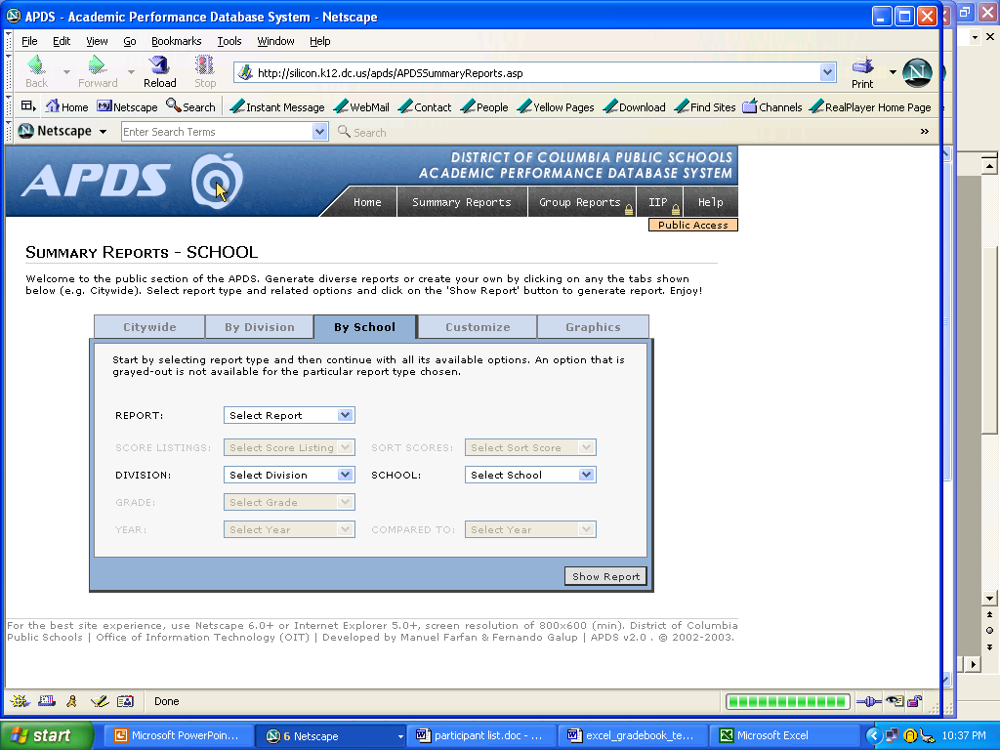 APDS - Academic Performance Database System - Netscape
File Edit View Go Bookmarks Tools Window Help
Back Forward Reload Stop http://silicon.k12.dc.us/apds/APDSSummaryReports.asp Print N
Home Netscape Search Instant Message WebMail Contact People Yellow Pages Download Find Sites Channels RealPlayer Home Page
Netscape Enter Search Terms Search »
APDS
DISTRICT OF COLUMBIA PUBLIC SCHOOLS
ACADEMIC PERFORMANCE DATABASE SYSTEM
Home Summary Reports Group Reports IIP Help
Public Access
SUMMARY REPORTS - SCHOOL
Welcome to the public section of the APDS. Generate diverse reports or create your own by clicking on any the tabs shown
below (e.g. Citywide). Select report type and related options and click on the 'Show Report' button to generate report. Enjoy!
Citywide By Division By School Customize Graphics
Start by selecting report type and then continue with all its available options. An option that is
grayed-out is not available for the particular report type chosen.
REPORT: Select Report
SCORE LISTINGS: Select Score Listing SORT SCORES: Select Sort Score
DIVISION: Select Division SCHOOL: Select School
GRADE: Select Grade
YEAR: Select Year COMPARED TO: Select Year
Show Report
For the best site experience, use Netscape 6.0+ or Internet Explorer 5.0+, screen resolution of 800x600 (min). District of Columbia
Public Schools | Office of Information Technology (OIT) | Developed by Manuel Farfan & Fernando Galup | APDS v2.0 . © 2002-2003.
Done
start Microsoft PowerPoin... 6 Netscape participant list.doc - ... excel_gradebook_te... Microsoft Excel 10:37 PM